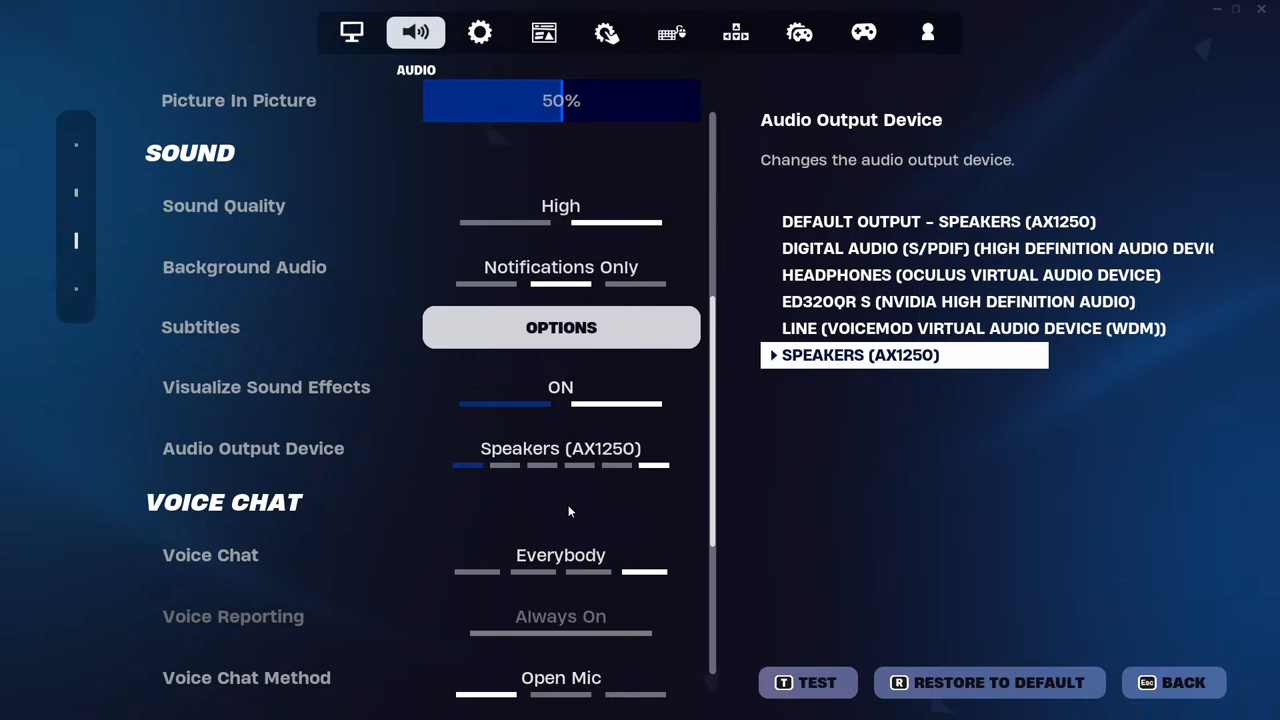 AUDIO
Picture In Picture 50%
SOUND
Sound Quality High
Background Audio Notifications Only
Subtitles OPTIONS
Visualize Sound Effects ON
Audio Output Device Speakers (AX1250)
VOICE CHAT
Voice Chat Everybody
Voice Reporting Always On
Voice Chat Method Open Mic
Audio Output Device
Changes the audio output device.
DEFAULT OUTPUT - SPEAKERS (AX1250)
DIGITAL AUDIO (S/PDIF) (HIGH DEFINITION AUDIO DEVIC
HEADPHONES (OCULUS VIRTUAL AUDIO DEVICE)
ED320QR S (NVIDIA HIGH DEFINITION AUDIO)
LINE (VOICEMOD VIRTUAL AUDIO DEVICE (WDM))
SPEAKERS (AX1250)
T TEST
R RESTORE TO DEFAULT
Esc BACK